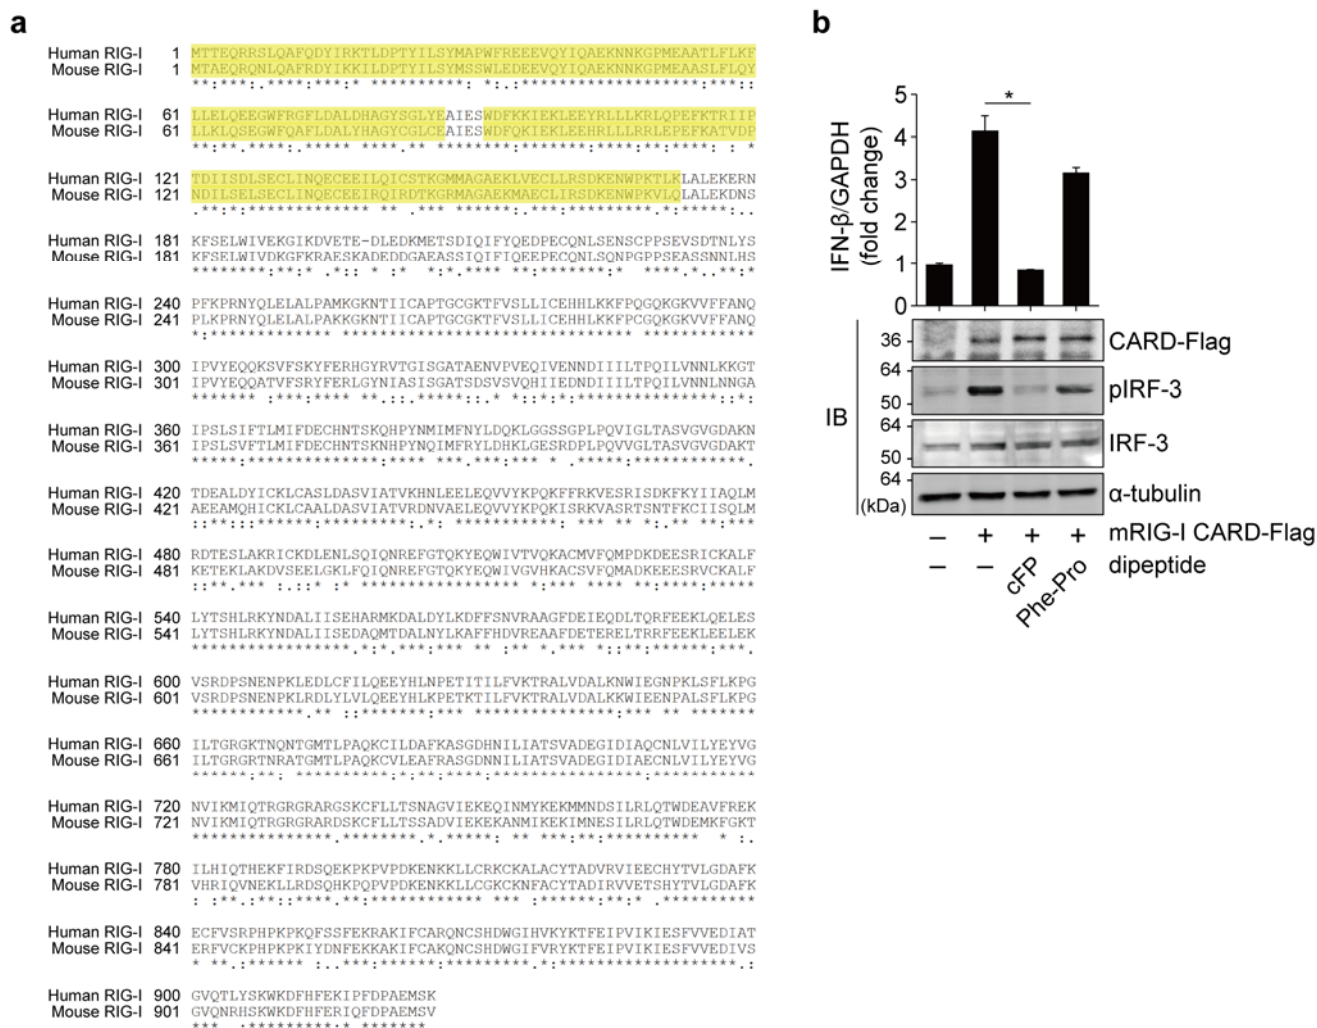 a
Human RIG-I 1 MTTEQRRSLQAFQDYIRKTLDPTYILSYMAPWFREEEVQYIQAEKNNKGPMEAATLFLKF
Mouse RIG-I 1 MTAEQRQNLQAFRDYIKKILDPTYILSYMSSWLEDEEVQYIQAEKNNKGPMEAASLFLQY
Human RIG-I 61 LLELQEEGWFRGFLDALDHAGYSGLYEAIESWDFKKIEKLEEYRLLLKRLQPEFKTRIIP
Mouse RIG-I 61 LLKLQSEGWFQAFLDALYHAGYCGLCEAIESWDFQKIEKLEEHRLLLRRLEPEFKATVDP
Human RIG-I 121 TDIISDLSECLINQECEEILQICSTKGMMAGAEKLVECLLRSDKENWPKTLKLALEKERN
Mouse RIG-I 121 NDILSELSECLINQECEEIRQIRDTKGRMAGAEKMAECLIRSDKENWPKVLQLALEKDNS
Human RIG-I 181 KFSELWIVEKGIKDVETE-DLEDKMETSDIQIFYQEDPECQNLSENSCPPSEVSDTNLYS
Mouse RIG-I 181 KFSELWIVDKGFKRAESKADEDDGAEASSIQIFIQEEPECQNLSQNPGPPSEASSNNLHS
Human RIG-I 240 PFKPRNYQLELALPAMKGKNTIICAPTGCGKTFVSLLICEHHLKKFPQGQKGKVVFFANQ
Mouse RIG-I 241 PLKPRNYQLELALPAKKGKNTIICAPTGCGKTFVSLLICEHHLKKFPCGQKGKVVFFANQ
Human RIG-I 300 IPVYEQQKSVFSKYFERHGYRVTGISGATAENVPVEQIVENNDIIILTPQILVNNLKKGT
Mouse RIG-I 301 IPVYEQQATVFSRYFERLGYNIASISGATSDSVSVQHIIEDNDIIILTPQILVNNLNNGA
Human RIG-I 360 IPSLSIFTLMIFDECHNTSKQHPYNMIMFNYLDQKLGGSSGPLPQVIGLTASVGVGDAKN
Mouse RIG-I 361 IPSLSVFTLMIFDECHNTSKNHPYNQIMFRYLDHKLGESRDPLPQVVGLTASVGVGDAKT
Human RIG-I 420 TDEALDYICKLCASLDASVIATVKHNLEELEQVVYKPQKFFRKVESRISDKFKYIIAQLM
Mouse RIG-I 421 AEEAMQHICKLCAALDASVIATVRDNVAELEQVVYKPQKISRKVASRTSNTFKCIISQLM
Human RIG-I 480 RDTESLAKRICKDLENLSQIQNREFGTQKYEQWIVTVQKACMVFQMPDKDEESRICKALF
Mouse RIG-I 481 KETEKLAKDVSEELGKLFQIQNREFGTQKYEQWIVGVHKACSVFQMADKEEESRVCKALF
Human RIG-I 540 LYTSHLRKYNDALIISEHARMKDALDYLKDFFSNVRAAGFDEIEQDLTQRFEEKLQELES
Mouse RIG-I 541 LYTSHLRKYNDALIISEDAQMTDALNYLKAFFHDVREAAFDETERELTRRFEEKLEELEK
Human RIG-I 600 VSRDPSNENPKLEDLCFILQEEYHLNPETITILFVKTRALVDALKNWIEGNPKLSFLKPG
Mouse RIG-I 601 VSRDPSNENPKLRDLYLVLQEEYHLKPETKTILFVKTRALVDALKKWIEENPALSFLKPG
Human RIG-I 660 ILTGRGKTNQNTGMTLPAQKCILDAFKASGDHNILIATSVADEGIDIAQCNLVILYEYVG
Mouse RIG-I 661 ILTGRGRTNRATGMTLPAQKCVLEAFRASGDNNILIATSVADEGIDIAECNLVILYEYVG
Human RIG-I 720 NVIKMIQTRGRGRARGSKCFLLTSNAGVIEKEQINMYKEKMMNDSILRLQTWDEAVFREK
Mouse RIG-I 721 NVIKMIQTRGRGRARDSKCFLLTSSADVIEKEKANMIKEKIMNESILRLQTWDEMKFGKT
Human RIG-I 780 ILHIQTHEKFIRDSQEKPKPVPDKENKKLLCRKCKALACYTADVRVIEECHYTVLGDAFK
Mouse RIG-I 781 VHRIQVNEKLLRDSQHKPQPVPDKENKKLLCGKCKNFACYTADIRVVETSHYTVLGDAFK
Human RIG-I 840 ECFVSRPHPKPKQFSSFEKRAKIFCARQNCSHDWGIHVKYKTFEIPVIKIESFVVEDIAT
Mouse RIG-I 841 ERFVCKPHPKPKIYDNFEKKAKIFCAKQNCSHDWGIFVRYKTFEIPVIKIESFVVEDIVS
Human RIG-I 900 GVQTLYSKWKDFHFEKIPFDPAEMSK
Mouse RIG-I 901 GVQNRHSKWKDFHFERIQFDPAEMSV
b
IFN-β/GAPDH
(fold change)
5
4
3
2
1
0
*
IB
36
CARD-Flag
64
50
pIRF-3
64
50
IRF-3
64
(kDa)
α-tubulin
– + + + mRIG-I CARD-Flag
– – cFP Phe-Pro dipeptide